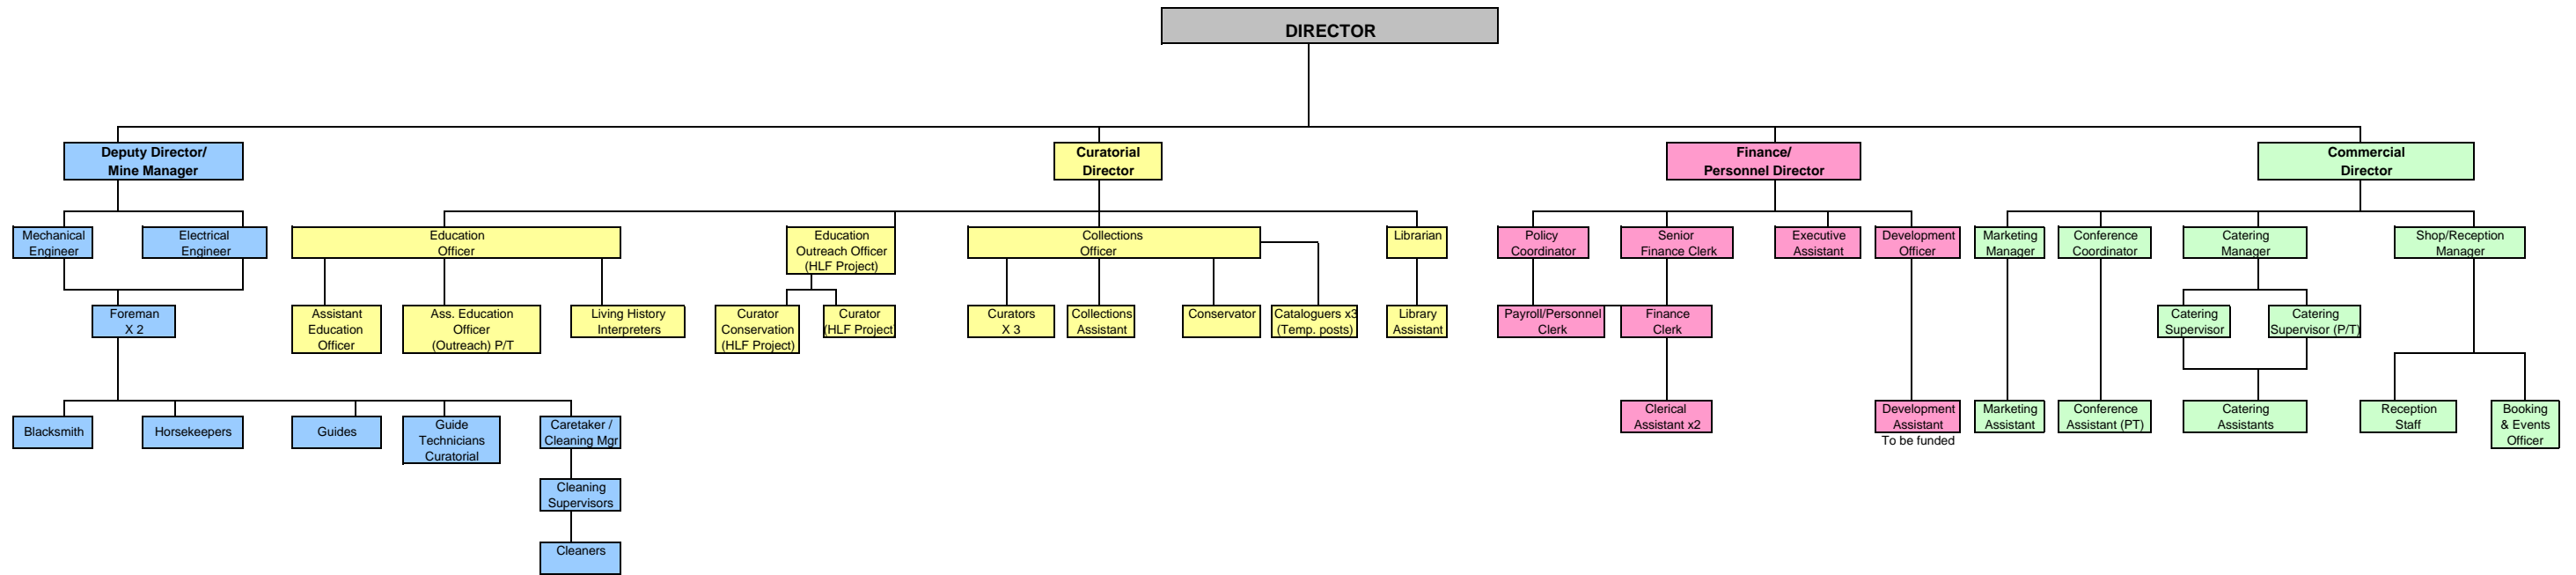 DIRECTOR
Deputy Director/
Mine Manager
Curatorial
Director
Finance/
Personnel Director
Commercial
Director
Mechanical
Engineer
Electrical
Engineer
Education
Officer
Education
Outreach Officer
(HLF Project)
Collections
Officer
Librarian
Policy
Coordinator
Senior
Finance Clerk
Executive
Assistant
Development
Officer
Marketing
Manager
Conference
Coordinator
Catering
Manager
Shop/Reception
Manager
Foreman
X 2
Assistant
Education
Officer
Ass. Education
Officer
(Outreach) P/T
Living History
Interpreters
Curator
Conservation
(HLF Project)
Curator
(HLF Project
Curators
X 3
Collections
Assistant
Conservator
Cataloguers x3
(Temp. posts)
Library
Assistant
Payroll/Personnel
Clerk
Finance
Clerk
Catering
Supervisor
Catering
Supervisor (P/T)
Blacksmith
Horsekeepers
Guides
Guide
Technicians
Curatorial
Caretaker /
Cleaning Mgr
Clerical
Assistant x2
Development
Assistant
To be funded
Marketing
Assistant
Conference
Assistant (PT)
Catering
Assistants
Reception
Staff
Booking
& Events
Officer
Cleaning
Supervisors
Cleaners